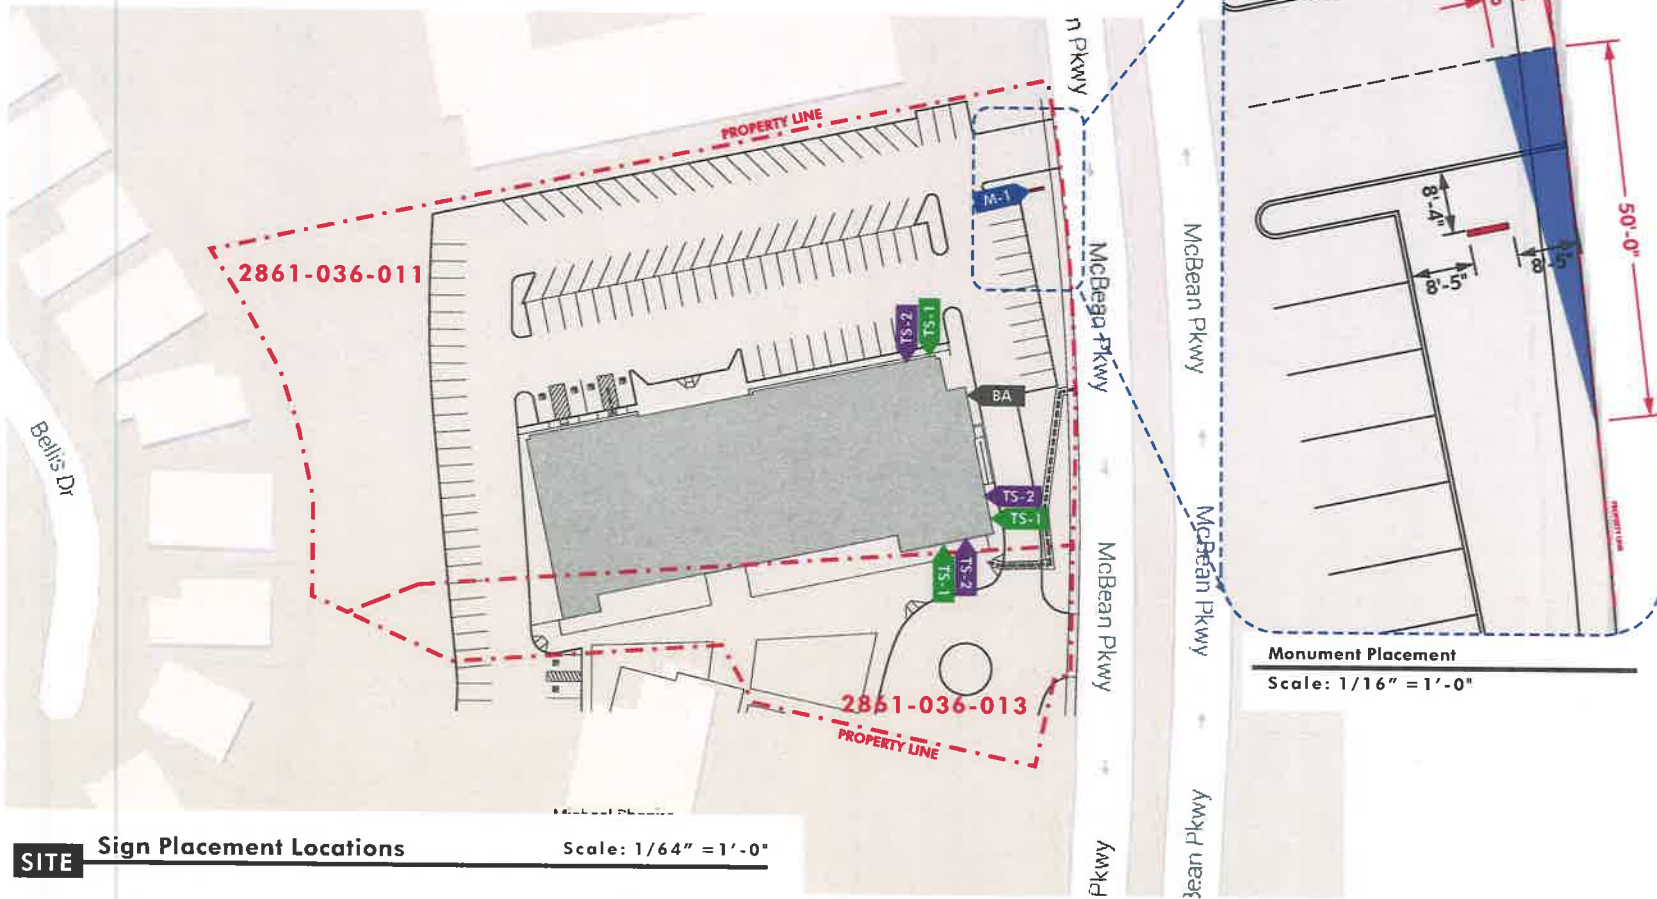 PROPERTY LINE
2861-036-011
M-1
TS-2
TS-1
BA
TS-2
TS-1
TS-1
TS-2
2861-036-013
PROPERTY LINE
Bellis Dr
n Pkwy
McBean Pkwy
McBean Pkwy
Pkwy
McBean Pkwy
McBean Pkwy
Bean Pkwy
8'-4"
8'-5"
8'-5"
50'-0"
PROPERTY LINE
Monument Placement
Scale: 1/16" =1'-0"
SITE
Sign Placement Locations
Scale: 1/64" =1'-0"